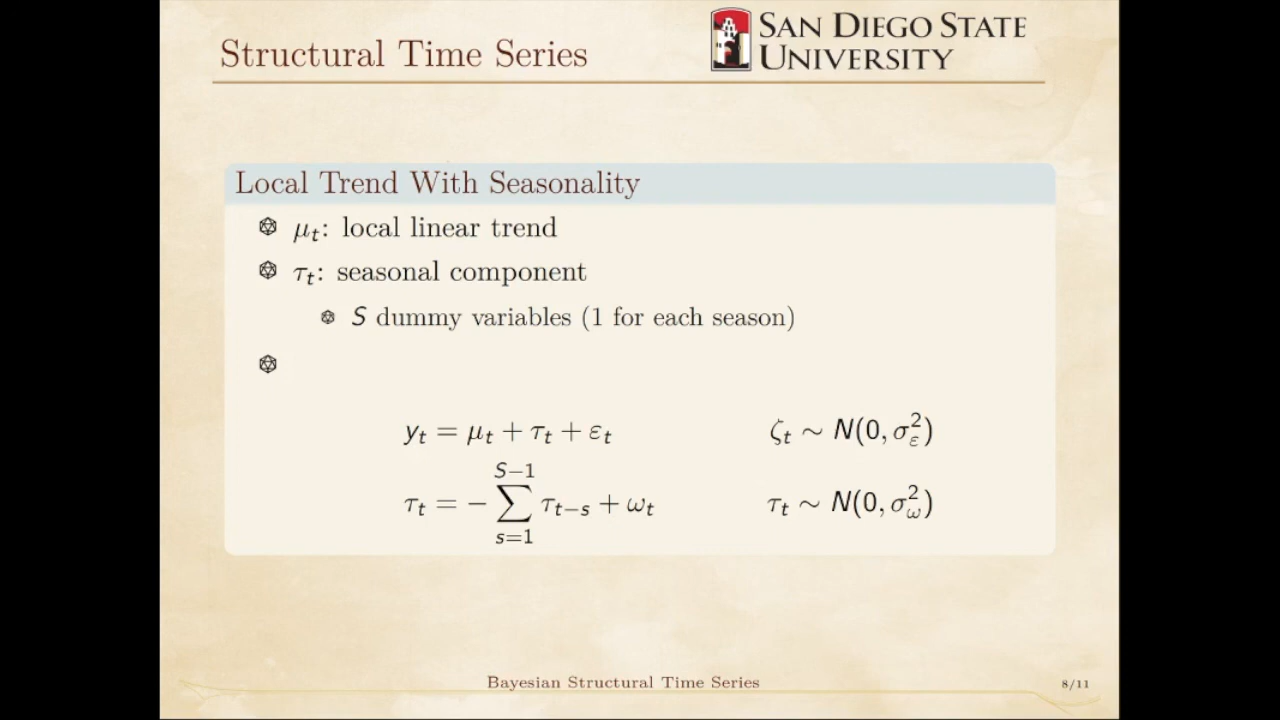 Structural Time Series
SAN DIEGO STATE
UNIVERSITY
Local Trend With Seasonality
μ_t: local linear trend
τ_t: seasonal component
S dummy variables (1 for each season)
y_t = μ_t + τ_t + ε_t    ζ_t ∼ N(0, σ²_ε)
τ_t = − ∑_{s=1}^{S−1} τ_{t−s} + ω_t    τ_t ∼ N(0, σ²_ω)
Bayesian Structural Time Series
8/11